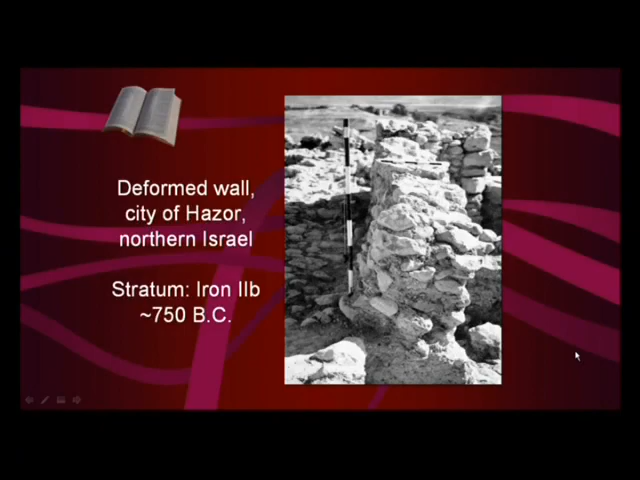 Deformed wall,
city of Hazor,
northern Israel
Stratum: Iron IIb
~750 B.C.